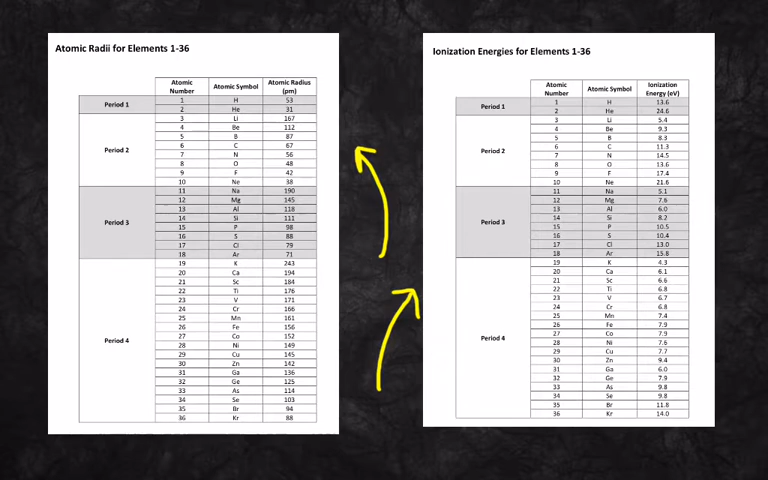 Atomic Radii for Elements 1-36
Atomic Number Atomic Symbol Atomic Radius (pm)
Period 1
1 H 53
2 He 31
Period 2
3 Li 167
4 Be 112
5 B 87
6 C 67
7 N 56
8 O 48
9 F 42
10 Ne 38
Period 3
11 Na 190
12 Mg 145
13 Al 118
14 Si 111
15 P 98
16 S 88
17 Cl 79
18 Ar 71
Period 4
19 K 243
20 Ca 194
21 Sc 184
22 Ti 176
23 V 171
24 Cr 166
25 Mn 161
26 Fe 156
27 Co 152
28 Ni 149
29 Cu 145
30 Zn 142
31 Ga 136
32 Ge 125
33 As 114
34 Se 103
35 Br 94
36 Kr 88
Ionization Energies for Elements 1-36
Atomic Number Atomic Symbol Ionization Energy (eV)
Period 1
1 H 13.6
2 He 24.6
Period 2
3 Li 5.4
4 Be 9.3
5 B 8.3
6 C 11.3
7 N 14.5
8 O 13.6
9 F 17.4
10 Ne 21.6
Period 3
11 Na 5.1
12 Mg 7.6
13 Al 6.0
14 Si 8.2
15 P 10.5
16 S 10.4
17 Cl 13.0
18 Ar 15.8
Period 4
19 K 4.3
20 Ca 6.1
21 Sc 6.6
22 Ti 6.8
23 V 6.7
24 Cr 6.8
25 Mn 7.4
26 Fe 7.9
27 Co 7.9
28 Ni 7.6
29 Cu 7.7
30 Zn 9.4
31 Ga 6.0
32 Ge 7.9
33 As 9.8
34 Se 9.8
35 Br 11.8
36 Kr 14.0